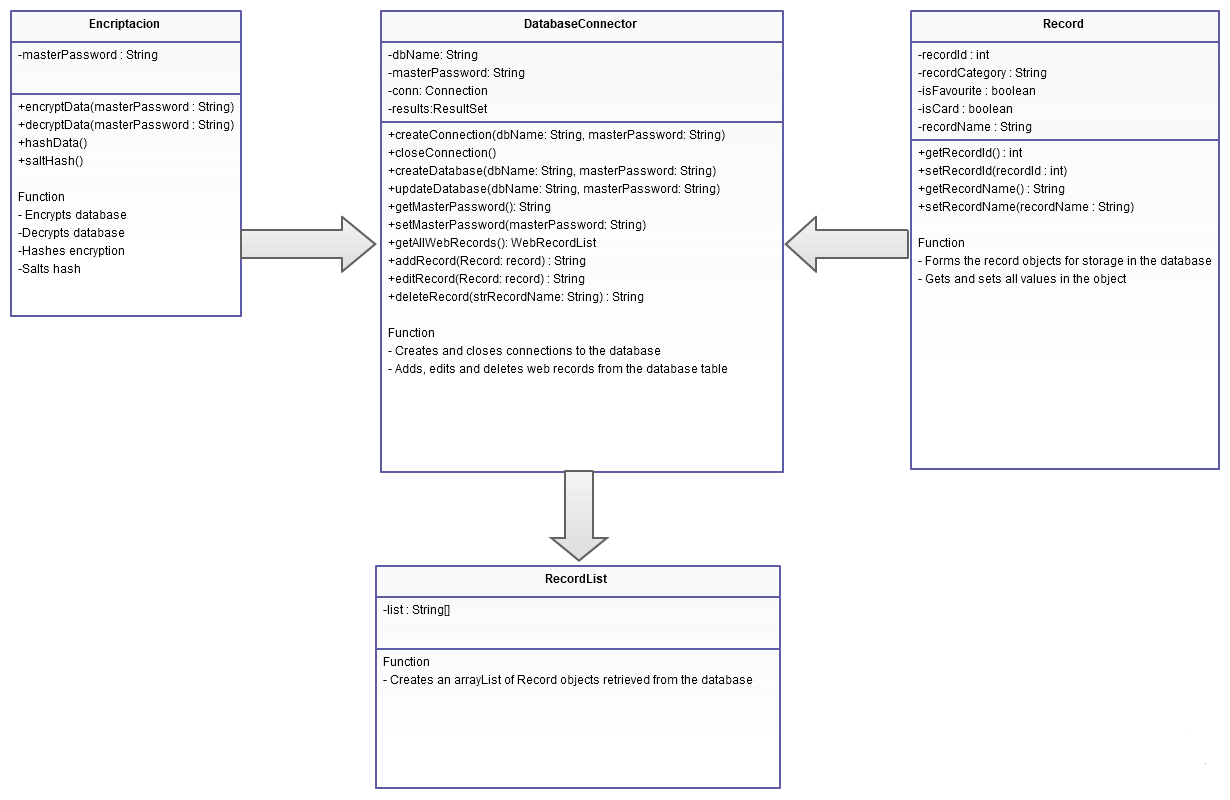 Encriptacion
-masterPassword : String
+encryptData(masterPassword : String)
+decryptData(masterPassword : String)
+hashData()
+saltHash()
Function
- Encrypts database
-Decrypts database
-Hashes encryption
-Salts hash
DatabaseConnector
-dbName: String
-masterPassword: String
-conn: Connection
-results:ResultSet
+createConnection(dbName: String, masterPassword: String)
+closeConnection()
+createDatabase(dbName: String, masterPassword: String)
+updateDatabase(dbName: String, masterPassword: String)
+getMasterPassword(): String
+setMasterPassword(masterPassword: String)
+getAllWebRecords(): WebRecordList
+addRecord(Record: record) : String
+editRecord(Record: record) : String
+deleteRecord(strRecordName: String) : String
Function
- Creates and closes connections to the database
- Adds, edits and deletes web records from the database table
Record
-recordId : int
-recordCategory : String
-isFavourite : boolean
-isCard : boolean
-recordName : String
+getRecordId() : int
+setRecordId(recordId : int)
+getRecordName() : String
+setRecordName(recordName : String)
Function
- Forms the record objects for storage in the database
- Gets and sets all values in the object
RecordList
-list : String[]
Function
- Creates an arrayList of Record objects retrieved from the database